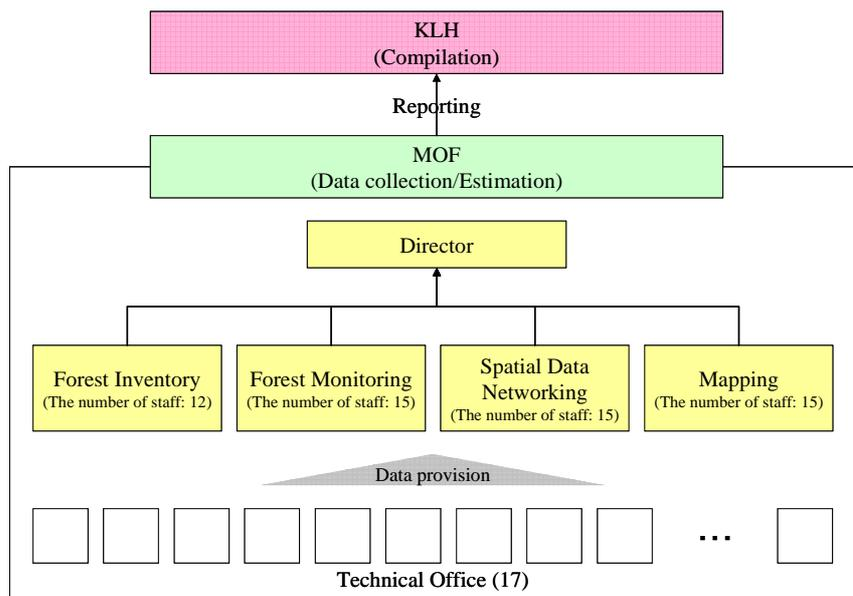 KLH
(Compilation)
Reporting
MOF
(Data collection/Estimation)
Director
Forest Inventory
(The number of staff: 12)
Forest Monitoring
(The number of staff: 15)
Spatial Data
Networking
(The number of staff: 15)
Mapping
(The number of staff: 15)
Data provision
...
Technical Office (17)